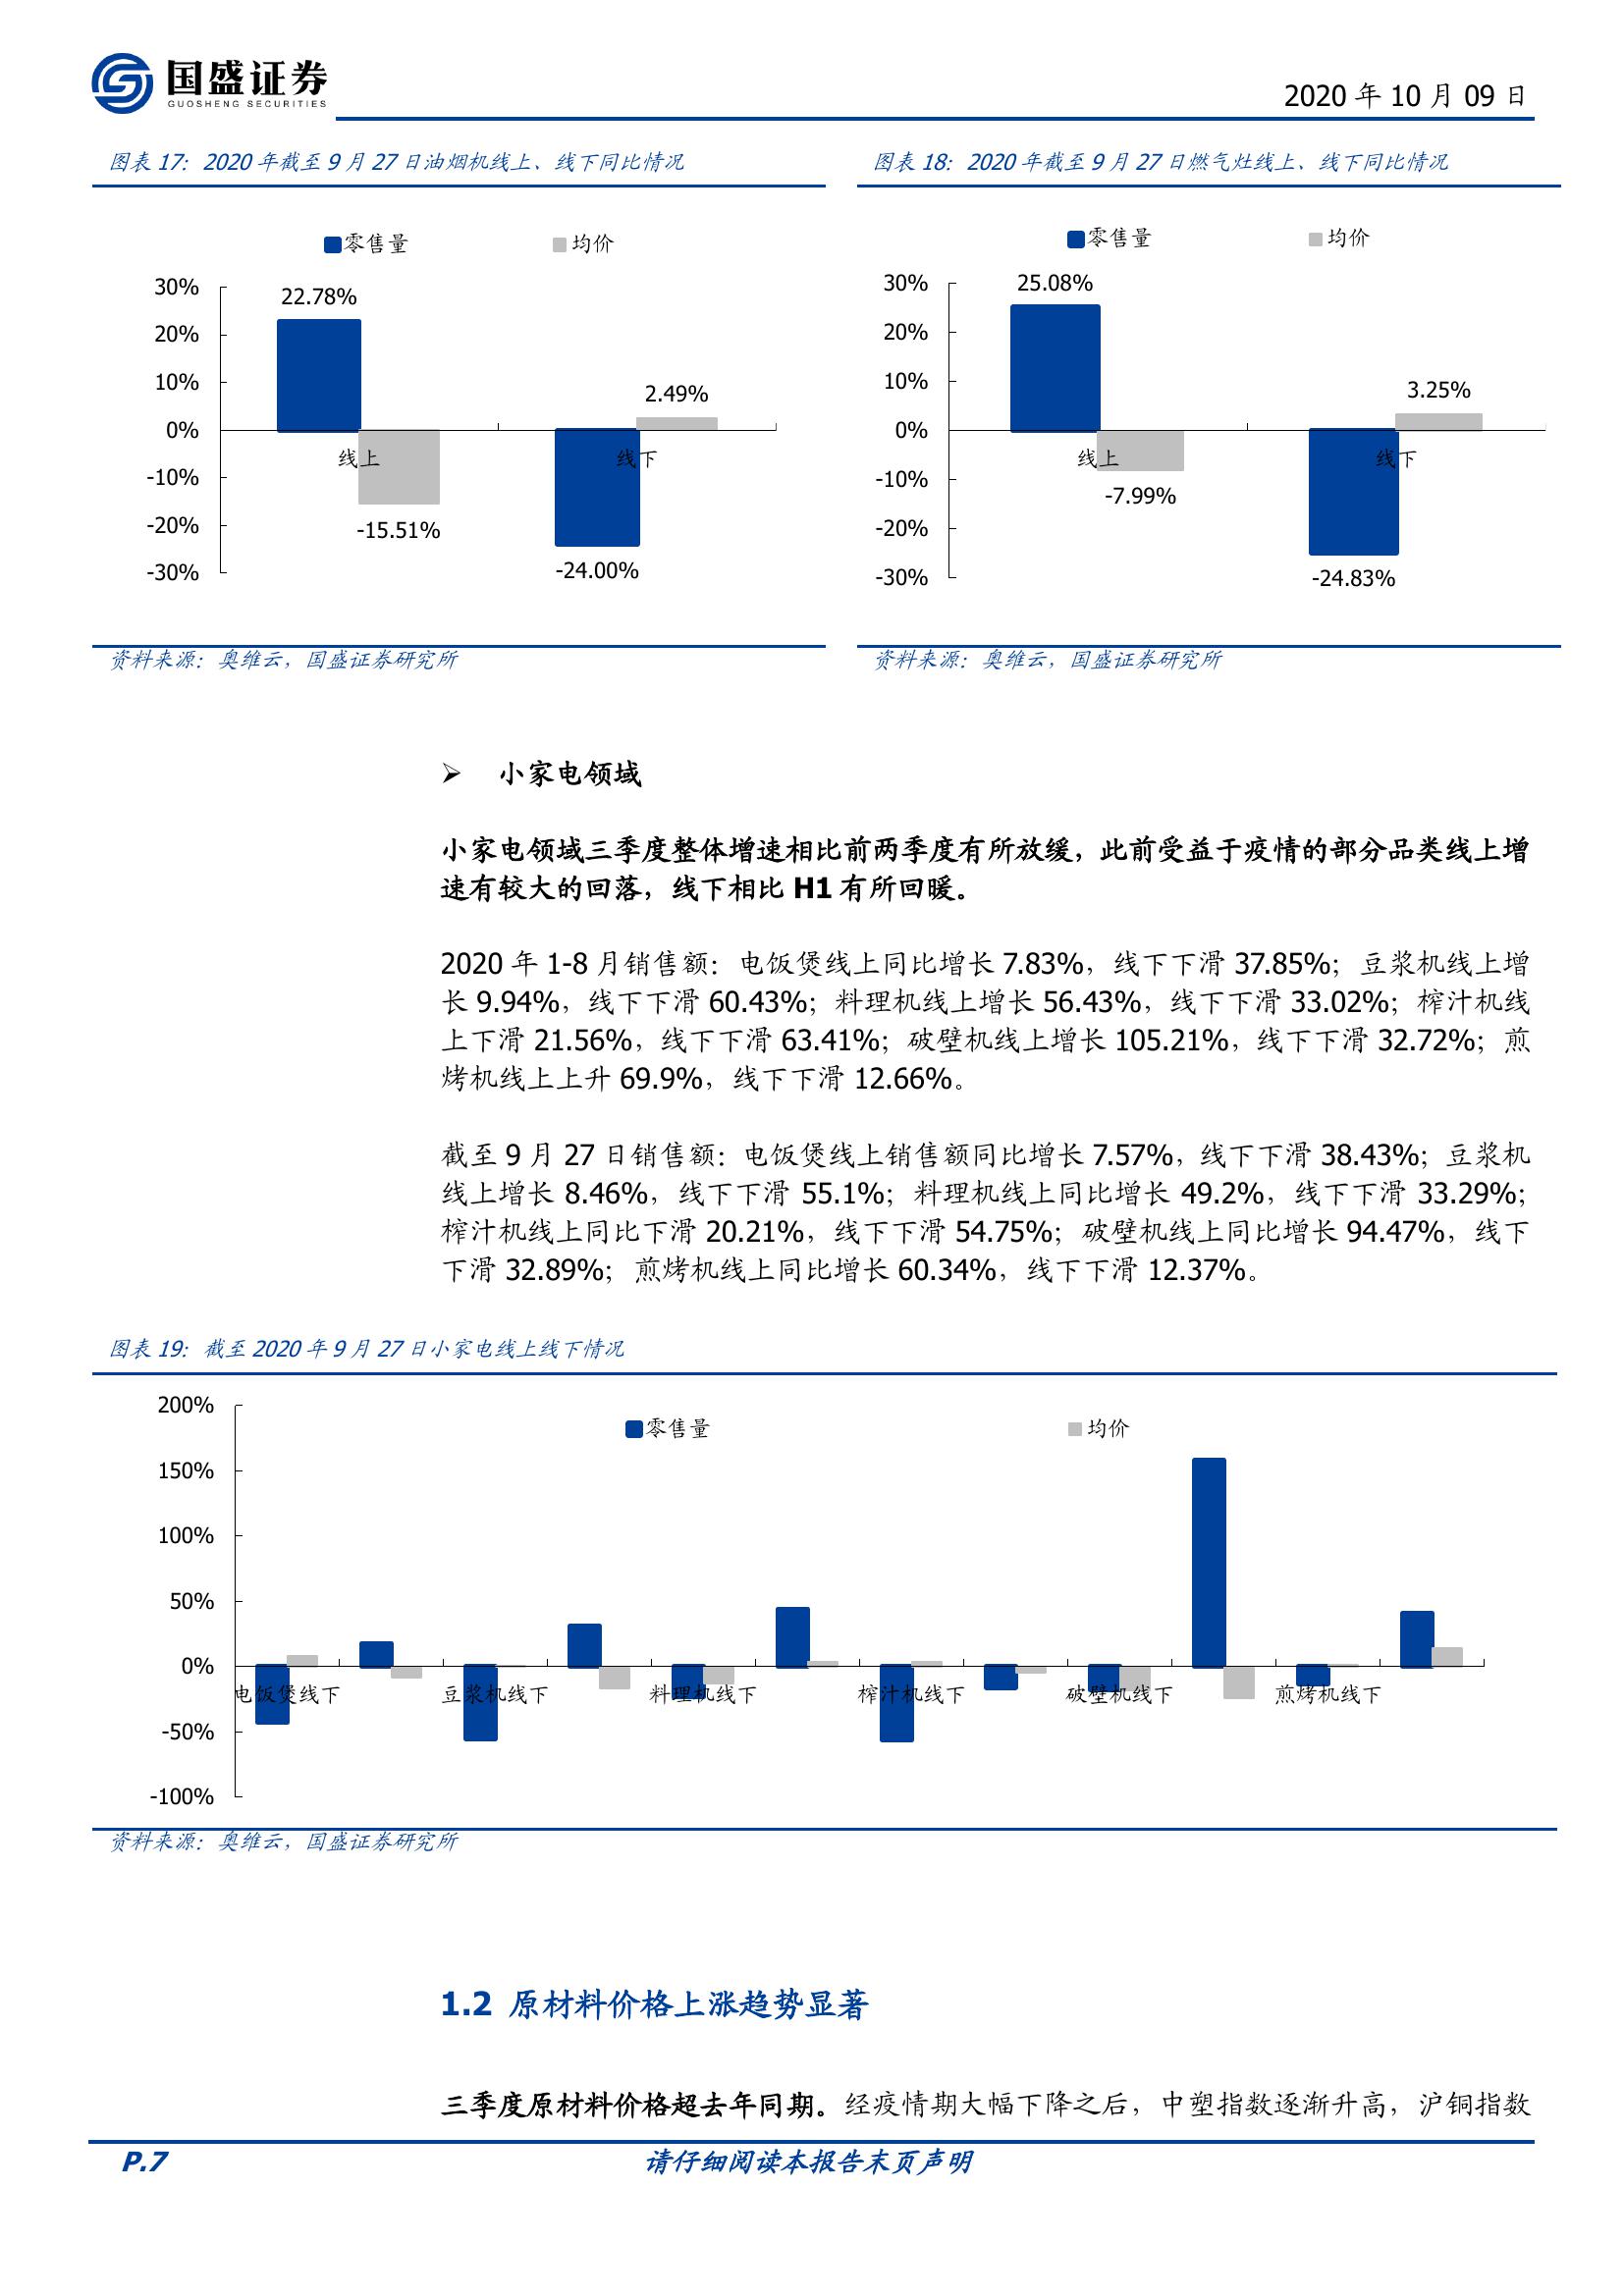 国盛证券
GUOSHENG SECURITIES
2020 年 10 月 09 日
图表 17：2020 年截至 9 月 27 日油烟机线上、线下同比情况
零售量 均价
30%
20%
10%
0%
-10%
-20%
-30%
22.78%
-15.51%
-24.00%
2.49%
线上
线下
资料来源：奥维云，国盛证券研究所
图表 18：2020 年截至 9 月 27 日燃气灶线上、线下同比情况
零售量 均价
30%
20%
10%
0%
-10%
-20%
-30%
25.08%
-7.99%
-24.83%
3.25%
线上
线下
资料来源：奥维云，国盛证券研究所
➢ 小家电领域
小家电领域三季度整体增速相比前两季度有所放缓，此前受益于疫情的部分品类线上增
速有较大的回落，线下相比 H1 有所回暖。
2020 年 1-8 月销售额：电饭煲线上同比增长 7.83%，线下下滑 37.85%；豆浆机线上增
长 9.94%，线下下滑 60.43%；料理机线上增长 56.43%，线下下滑 33.02%；榨汁机线
上下滑 21.56%，线下下滑 63.41%；破壁机线上增长 105.21%，线下下滑 32.72%；煎
烤机线上上升 69.9%，线下下滑 12.66%。
截至 9 月 27 日销售额：电饭煲线上销售额同比增长 7.57%，线下下滑 38.43%；豆浆机
线上增长 8.46%，线下下滑 55.1%；料理机线上同比增长 49.2%，线下下滑 33.29%；
榨汁机线上同比下滑 20.21%，线下下滑 54.75%；破壁机线上同比增长 94.47%，线下
下滑 32.89%；煎烤机线上同比增长 60.34%，线下下滑 12.37%。
图表 19：截至 2020 年 9 月 27 日小家电线上线下情况
零售量 均价
200%
150%
100%
50%
0%
-50%
-100%
电饭煲线下 豆浆机线下 料理机线下 榨汁机线下 破壁机线下 煎烤机线下
资料来源：奥维云，国盛证券研究所
1.2 原材料价格上涨趋势显著
三季度原材料价格超去年同期。经疫情期大幅下降之后，中塑指数逐渐升高，沪铜指数
P.7 请仔细阅读本报告末页声明